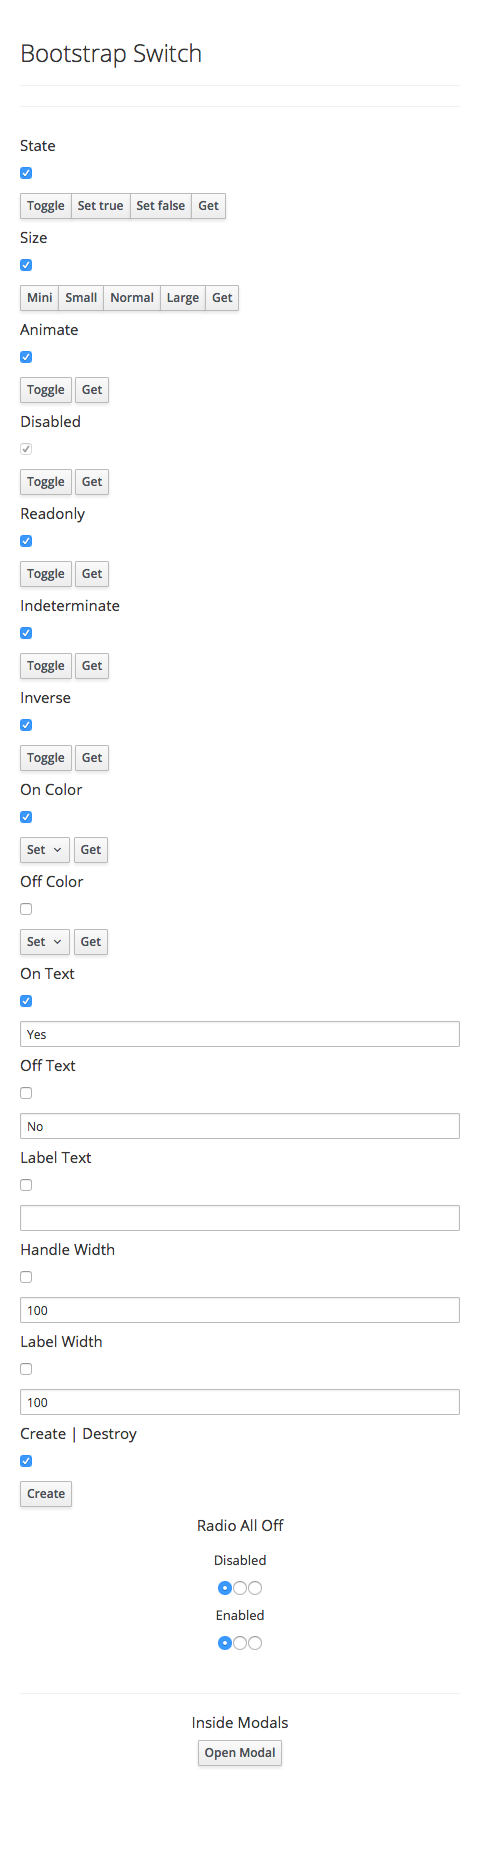 Bootstrap Switch
State
Toggle Set true Set false Get
Size
Mini Small Normal Large Get
Animate
Toggle Get
Disabled
Toggle Get
Readonly
Toggle Get
Indeterminate
Toggle Get
Inverse
Toggle Get
On Color
Set Get
Off Color
Set Get
On Text
Yes
Off Text
No
Label Text
Handle Width
100
Label Width
100
Create | Destroy
Create
Radio All Off
Disabled
Enabled
Inside Modals
Open Modal